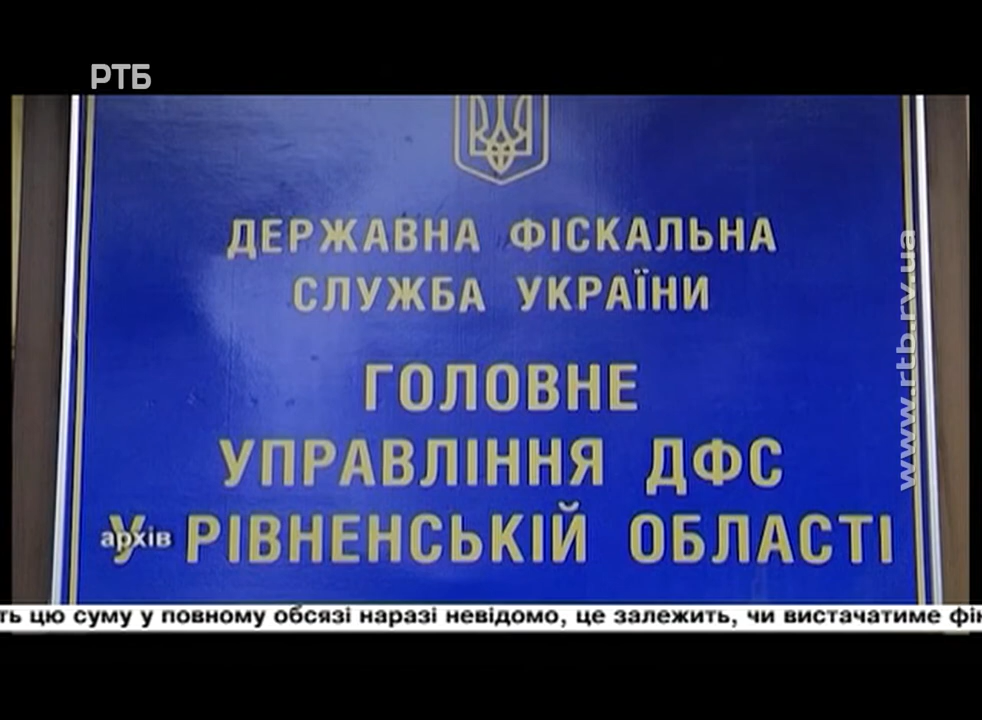 РТБ
ДЕРЖАВНА ФІСКАЛЬНА
СЛУЖБА УКРАЇНИ
ГОЛОВНЕ
УПРАВЛІННЯ ДФС
У РІВНЕНСЬКІЙ ОБЛАСТІ
архів
www.rtb.rv.ua
цю суму у повному обсязі наразі невідомо, це залежить, чи вистачатиме